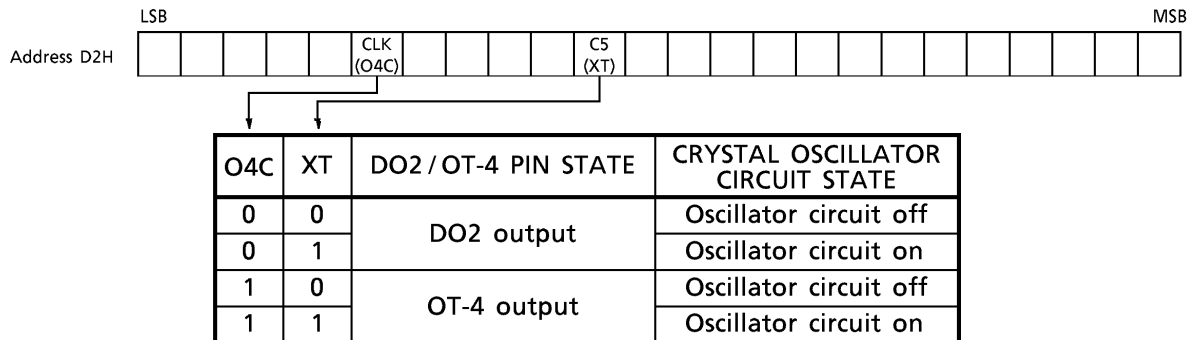 LSB MSB
Address D2H CLK (O4C) C5 (XT)
O4C XT DO2 / OT-4 PIN STATE CRYSTAL OSCILLATOR CIRCUIT STATE
0 0 DO2 output Oscillator circuit off
0 1 Oscillator circuit on
1 0 OT-4 output Oscillator circuit off
1 1 Oscillator circuit on